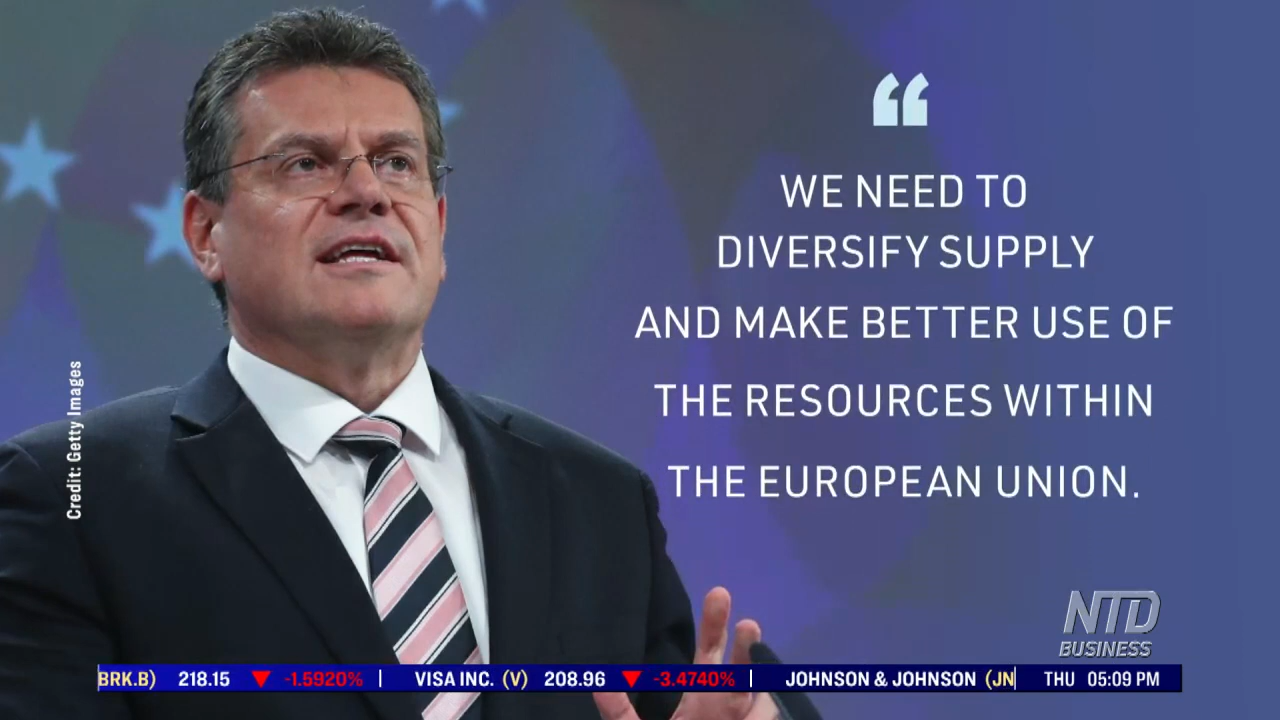 “
WE NEED TO
DIVERSIFY SUPPLY
AND MAKE BETTER USE OF
THE RESOURCES WITHIN
THE EUROPEAN UNION.
Credit: Getty Images
NTD
BUSINESS
BRK.B) 218.15 ▼ -1.5920% | VISA INC. (V) 208.96 ▼ -3.4740% | JOHNSON & JOHNSON (JN THU 05:09 PM